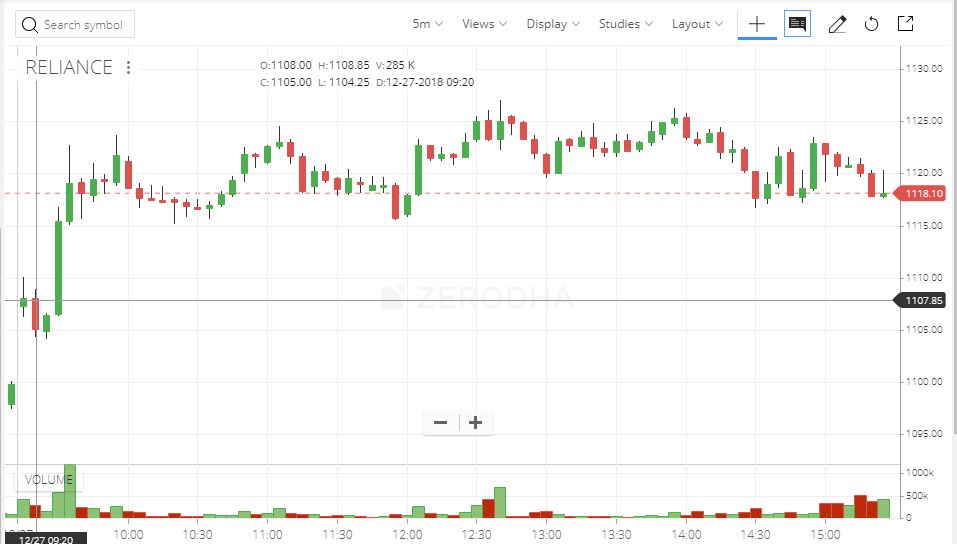 Search symbol 5m Views Display Studies Layout
RELIANCE
O:1108.00 H:1108.85 V:285 K
C:1105.00 L: 1104.25 D:12-27-2018 09:20
1130.00
1125.00
1120.00
1118.10
1115.00
1110.00
1107.85
1105.00
1100.00
1095.00
ZERODHA
VOLUME
1000k
500k
0
10:00 10:30 11:00 11:30 12:00 12:30 13:00 13:30 14:00 14:30 15:00
12/27 09:20